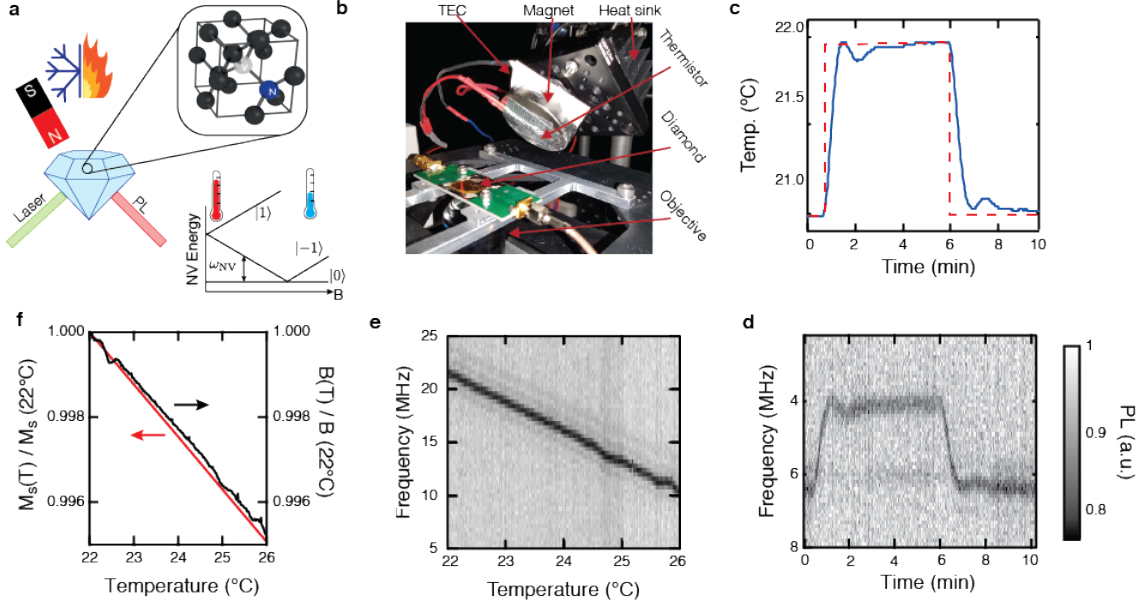 a
S
N
N
Laser
PL
NV Energy
|1⟩
|−1⟩
ωNV
|0⟩
B
b
TEC
Magnet
Heat sink
Thermistor
Diamond
Objective
c
22.0
21.5
21.0
Temp. (ºC)
0 2 4 6 8 10
Time (min)
f
1.000
0.998
0.996
Ms(T) / Ms (22°C)
1.000
0.998
0.996
B(T) / B (22°C)
22 23 24 25 26
Temperature (°C)
e
25
20
15
10
5
Frequency (MHz)
22 23 24 25 26
Temperature (°C)
d
4
6
8
Frequency (MHz)
0 2 4 6 8 10
Time (min)
1
0.9
0.8
PL (a.u.)